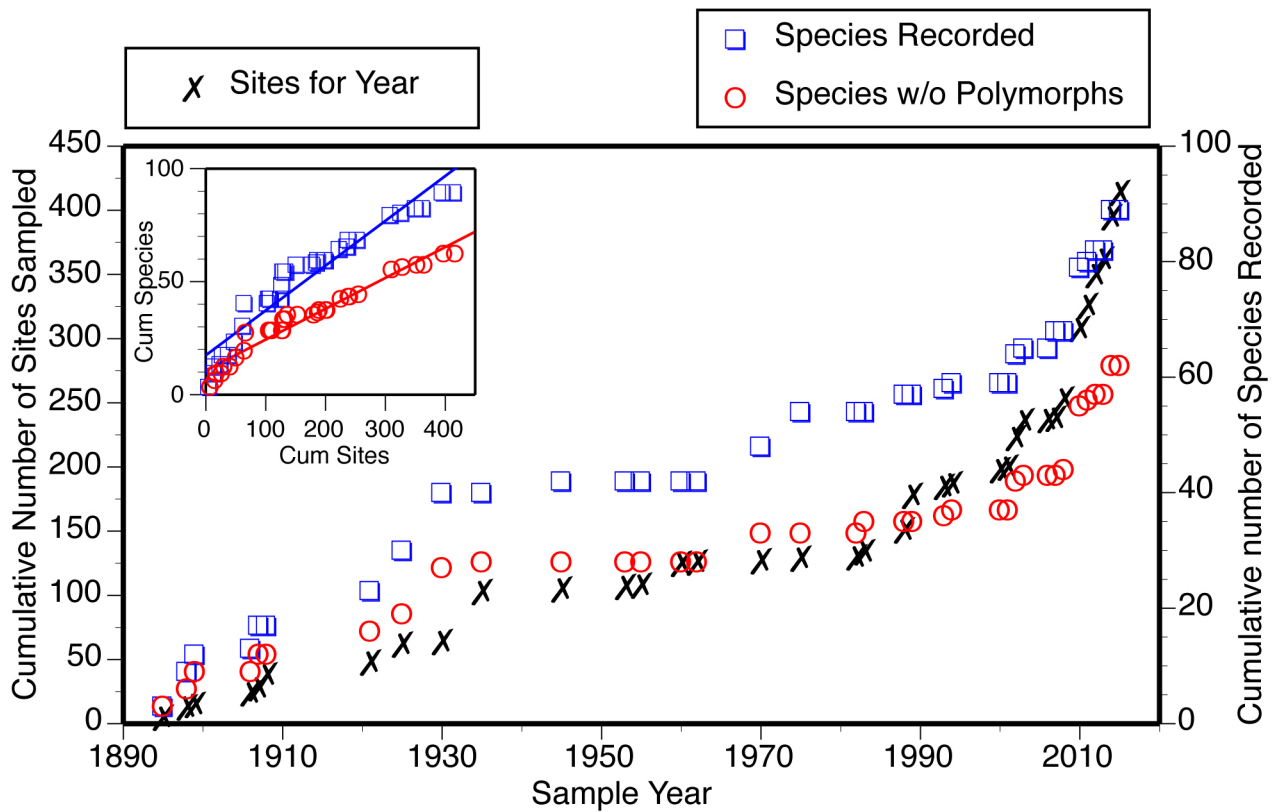 Sites for Year
Species Recorded
Species w/o Polymorphs
Cumulative Number of Sites Sampled
450
400
350
300
250
200
150
100
50
0
Cum Species
100
50
0
0 100 200 300 400
Cum Sites
100
80
60
40
20
0
Cumulative number of Species Recorded
1890 1910 1930 1950 1970 1990 2010
Sample Year